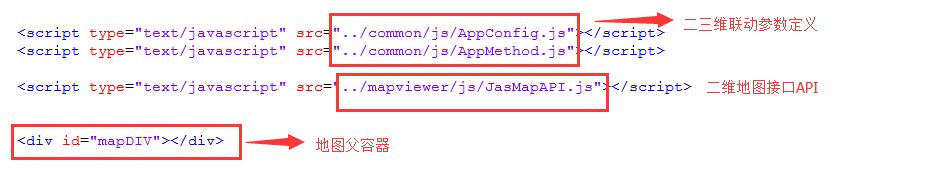 <script type="text/javascript" src="../common/js/AppConfig.js"></script> 二三维联动参数定义
<script type="text/javascript" src="../common/js/AppMethod.js"></script>
<script type="text/javascript" src="../mapviewer/js/JasMapAPI.js"></script> 二维地图接口API
<div id="mapDIV"></div> 地图父容器